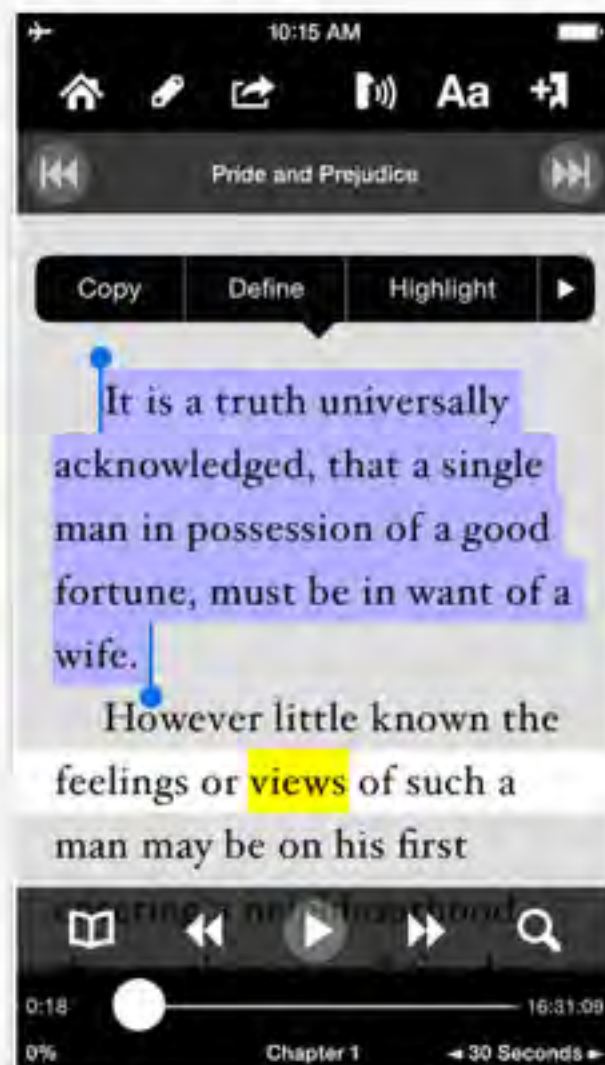 10:15 AM
Aa
Pride and Prejudice
Copy Define Highlight
It is a truth universally
acknowledged, that a single
man in possession of a good
fortune, must be in want of a
wife.
However little known the
feelings or views of such a
man may be on his first
entering a neighbourhood
0:18 16:31:09
0% Chapter 1 30 Seconds